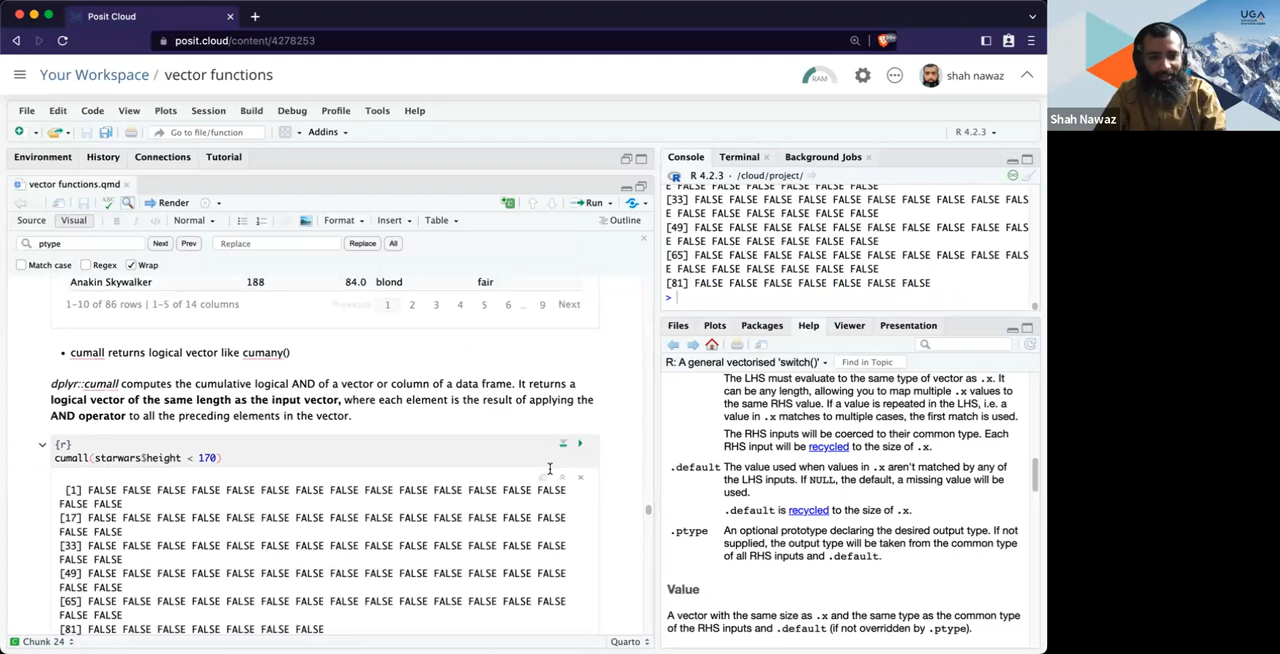 Posit Cloud
posit.cloud/content/4278253
Your Workspace / vector functions
RAM
shah nawaz
File Edit Code View Plots Session Build Debug Profile Tools Help
Go to file/function
Addins
R 4.2.3
Environment History Connections Tutorial
vector functions.qmd
Render
Run
Source Visual
B I
Normal
Format Insert Table
Outline
ptype
Next Prev
Replace
Replace All
Match case Regex Wrap
Anakin Skywalker 188 84.0 blond fair
1–10 of 86 rows | 1–5 of 14 columns
Previous 1 2 3 4 5 6 ... 9 Next
• cumall returns logical vector like cumany()
dplyr::cumall computes the cumulative logical AND of a vector or column of a data frame. It returns a
logical vector of the same length as the input vector, where each element is the result of applying the
AND operator to all the preceding elements in the vector.
{r}
cumall(starwars$height < 170)
[1] FALSE FALSE FALSE FALSE FALSE FALSE FALSE FALSE FALSE FALSE FALSE FALSE FALSE FALSE
FALSE FALSE
[17] FALSE FALSE FALSE FALSE FALSE FALSE FALSE FALSE FALSE FALSE FALSE FALSE FALSE FALSE
FALSE FALSE
[33] FALSE FALSE FALSE FALSE FALSE FALSE FALSE FALSE FALSE FALSE FALSE FALSE FALSE FALSE
FALSE FALSE
[49] FALSE FALSE FALSE FALSE FALSE FALSE FALSE FALSE FALSE FALSE FALSE FALSE FALSE FALSE
FALSE FALSE
[65] FALSE FALSE FALSE FALSE FALSE FALSE FALSE FALSE FALSE FALSE FALSE FALSE FALSE FALSE
FALSE FALSE
[81] FALSE FALSE FALSE FALSE FALSE FALSE FALSE
Chunk 24
Quarto
Console Terminal Background Jobs
R 4.2.3 · /cloud/project/
E FALSE FALSE FALSE FALSE FALSE FALSE
[33] FALSE FALSE FALSE FALSE FALSE FALSE FALSE FALSE FALSE FALS
E FALSE FALSE FALSE FALSE FALSE FALSE
[49] FALSE FALSE FALSE FALSE FALSE FALSE FALSE FALSE FALSE FALS
E FALSE FALSE FALSE FALSE FALSE FALSE
[65] FALSE FALSE FALSE FALSE FALSE FALSE FALSE FALSE FALSE FALS
E FALSE FALSE FALSE FALSE FALSE FALSE
[81] FALSE FALSE FALSE FALSE FALSE FALSE FALSE
>
Files Plots Packages Help Viewer Presentation
R: A general vectorised 'switch()'
Find in Topic
The LHS must evaluate to the same type of vector as .x. It
can be any length, allowing you to map multiple .x values to
the same RHS value. If a value is repeated in the LHS, i.e. a
value in .x matches to multiple cases, the first match is used.
The RHS inputs will be coerced to their common type. Each
RHS input will be recycled to the size of .x.
.default The value used when values in .x aren't matched by any of
the LHS inputs. If NULL, the default, a missing value will be
used.
.default is recycled to the size of .x.
.ptype An optional prototype declaring the desired output type. If not
supplied, the output type will be taken from the common type
of all RHS inputs and .default.
Value
A vector with the same size as .x and the same type as the common type
of the RHS inputs and .default (if not overridden by .ptype).
UGA
Shah Nawaz